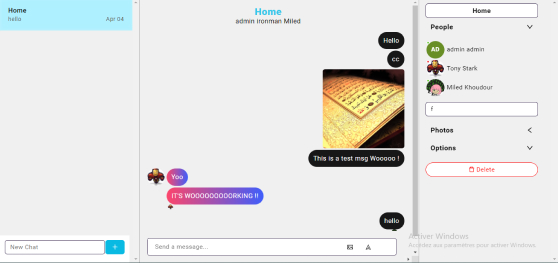 Home
hello
Apr 04
New Chat
+
Home
admin ironman Miled
Hello
cc
This is a test msg Wooooo !
Yoo
IT'S WOOOOOOOOORKING !!
hello
Send a message...
Home
People
AD admin admin
Tony Stark
Miled Khoudour
f
Photos
Options
Delete
Activer Windows
Accédez aux paramètres pour activer Windows.